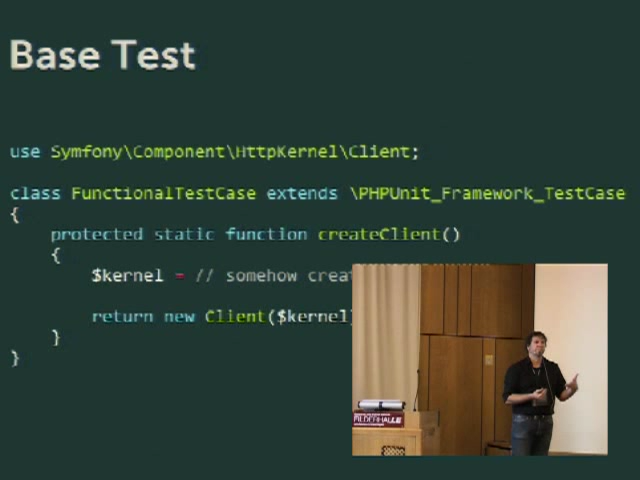 Base Test
use Symfony\Component\HttpKernel\Client;
class FunctionalTestCase extends \PHPUnit_Framework_TestCase
{
protected static function createClient()
{
$kernel = // somehow
return new Client($kernel)
}
}